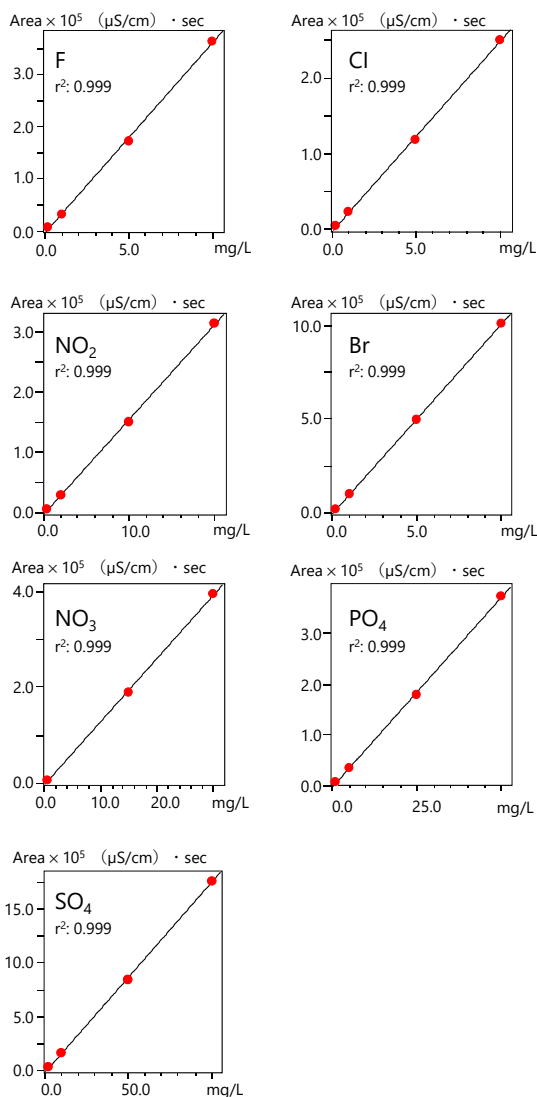 Area × 10⁵ （µS/cm）・sec
F
r²: 0.999
3.0
2.0
1.0
0.0
0.0 5.0 mg/L
Area × 10⁵ （µS/cm）・sec
Cl
r²: 0.999
2.0
1.0
0.0
0.0 5.0 mg/L
Area × 10⁵ （µS/cm）・sec
NO₂
r²: 0.999
3.0
2.0
1.0
0.0
0.0 10.0 mg/L
Area × 10⁵ （µS/cm）・sec
Br
r²: 0.999
10.0
5.0
0.0
0.0 5.0 mg/L
Area × 10⁵ （µS/cm）・sec
NO₃
r²: 0.999
4.0
2.0
0.0
0.0 10.0 20.0 mg/L
Area × 10⁵ （µS/cm）・sec
PO₄
r²: 0.999
3.0
2.0
1.0
0.0
0.0 25.0 mg/L
Area × 10⁵ （µS/cm）・sec
SO₄
r²: 0.999
15.0
10.0
5.0
0.0
0.0 50.0 mg/L